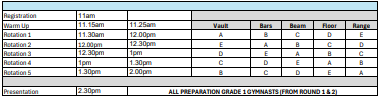 Registration 11am
Warm Up 11.15am 11.25am Vault Bars Beam Floor Range
Rotation 1 11.30am 12.00pm A B C D E
Rotation 2 12.00pm 12.30pm E A B C D
Rotation 3 12.30pm 1pm D E A B C
Rotation 4 1pm 1.30pm C D E A B
Rotation 5 1.30pm 2.00pm B C D E A
Presentation 2.30pm ALL PREPARATION GRADE 1 GYMNASTS (FROM ROUND 1 & 2)